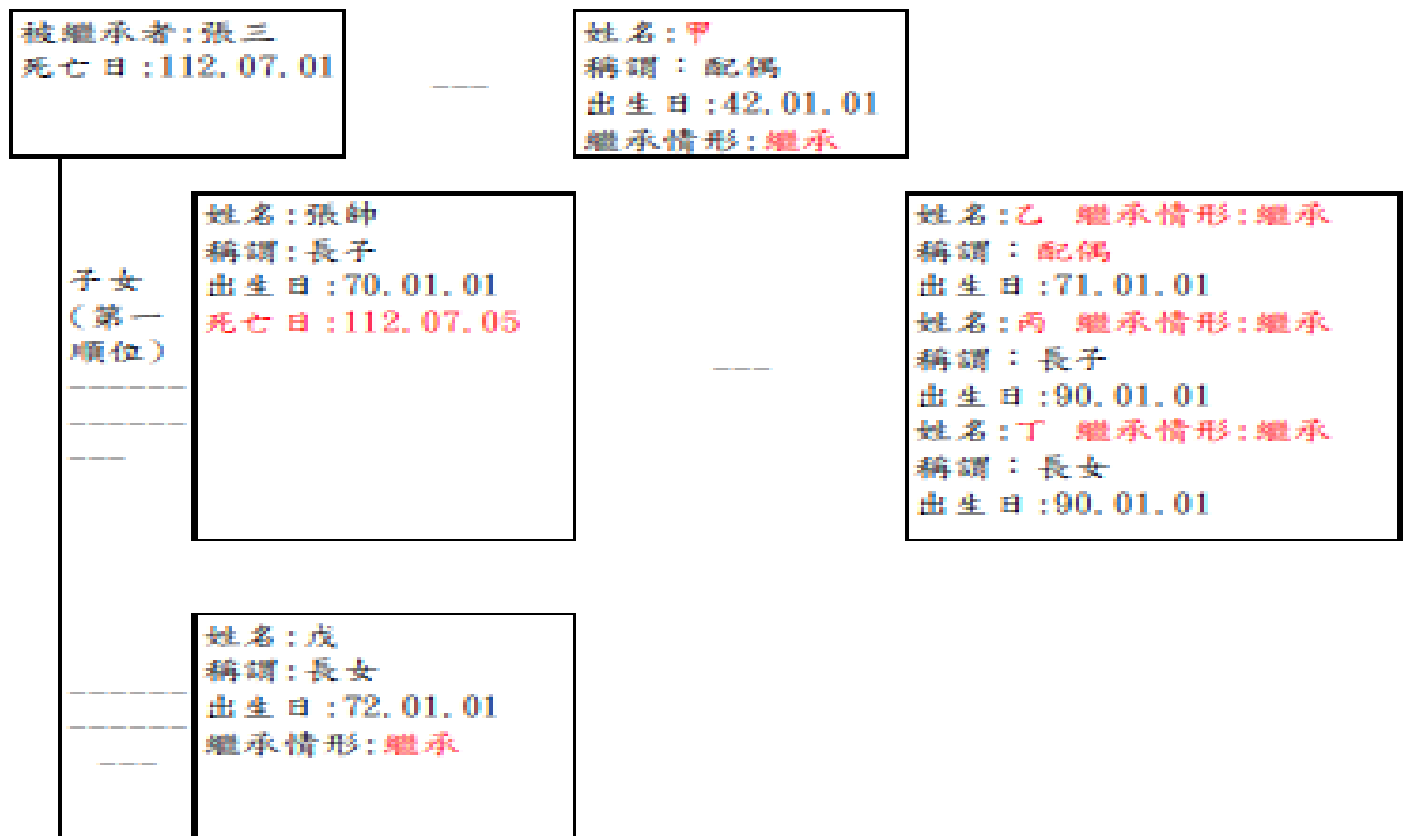 被繼承者:張三
死亡日:112.07.01
姓名:甲
稱謂：配偶
出生日:42.01.01
繼承情形:繼承
子女
(第一
順位)
姓名:張帥
稱謂:長子
出生日:70.01.01
死亡日:112.07.05
姓名:乙 繼承情形:繼承
稱謂：配偶
出生日:71.01.01
姓名:丙 繼承情形:繼承
稱謂：長子
出生日:90.01.01
姓名:丁 繼承情形:繼承
稱謂：長女
出生日:90.01.01
姓名:戊
稱謂:長女
出生日:72.01.01
繼承情形:繼承